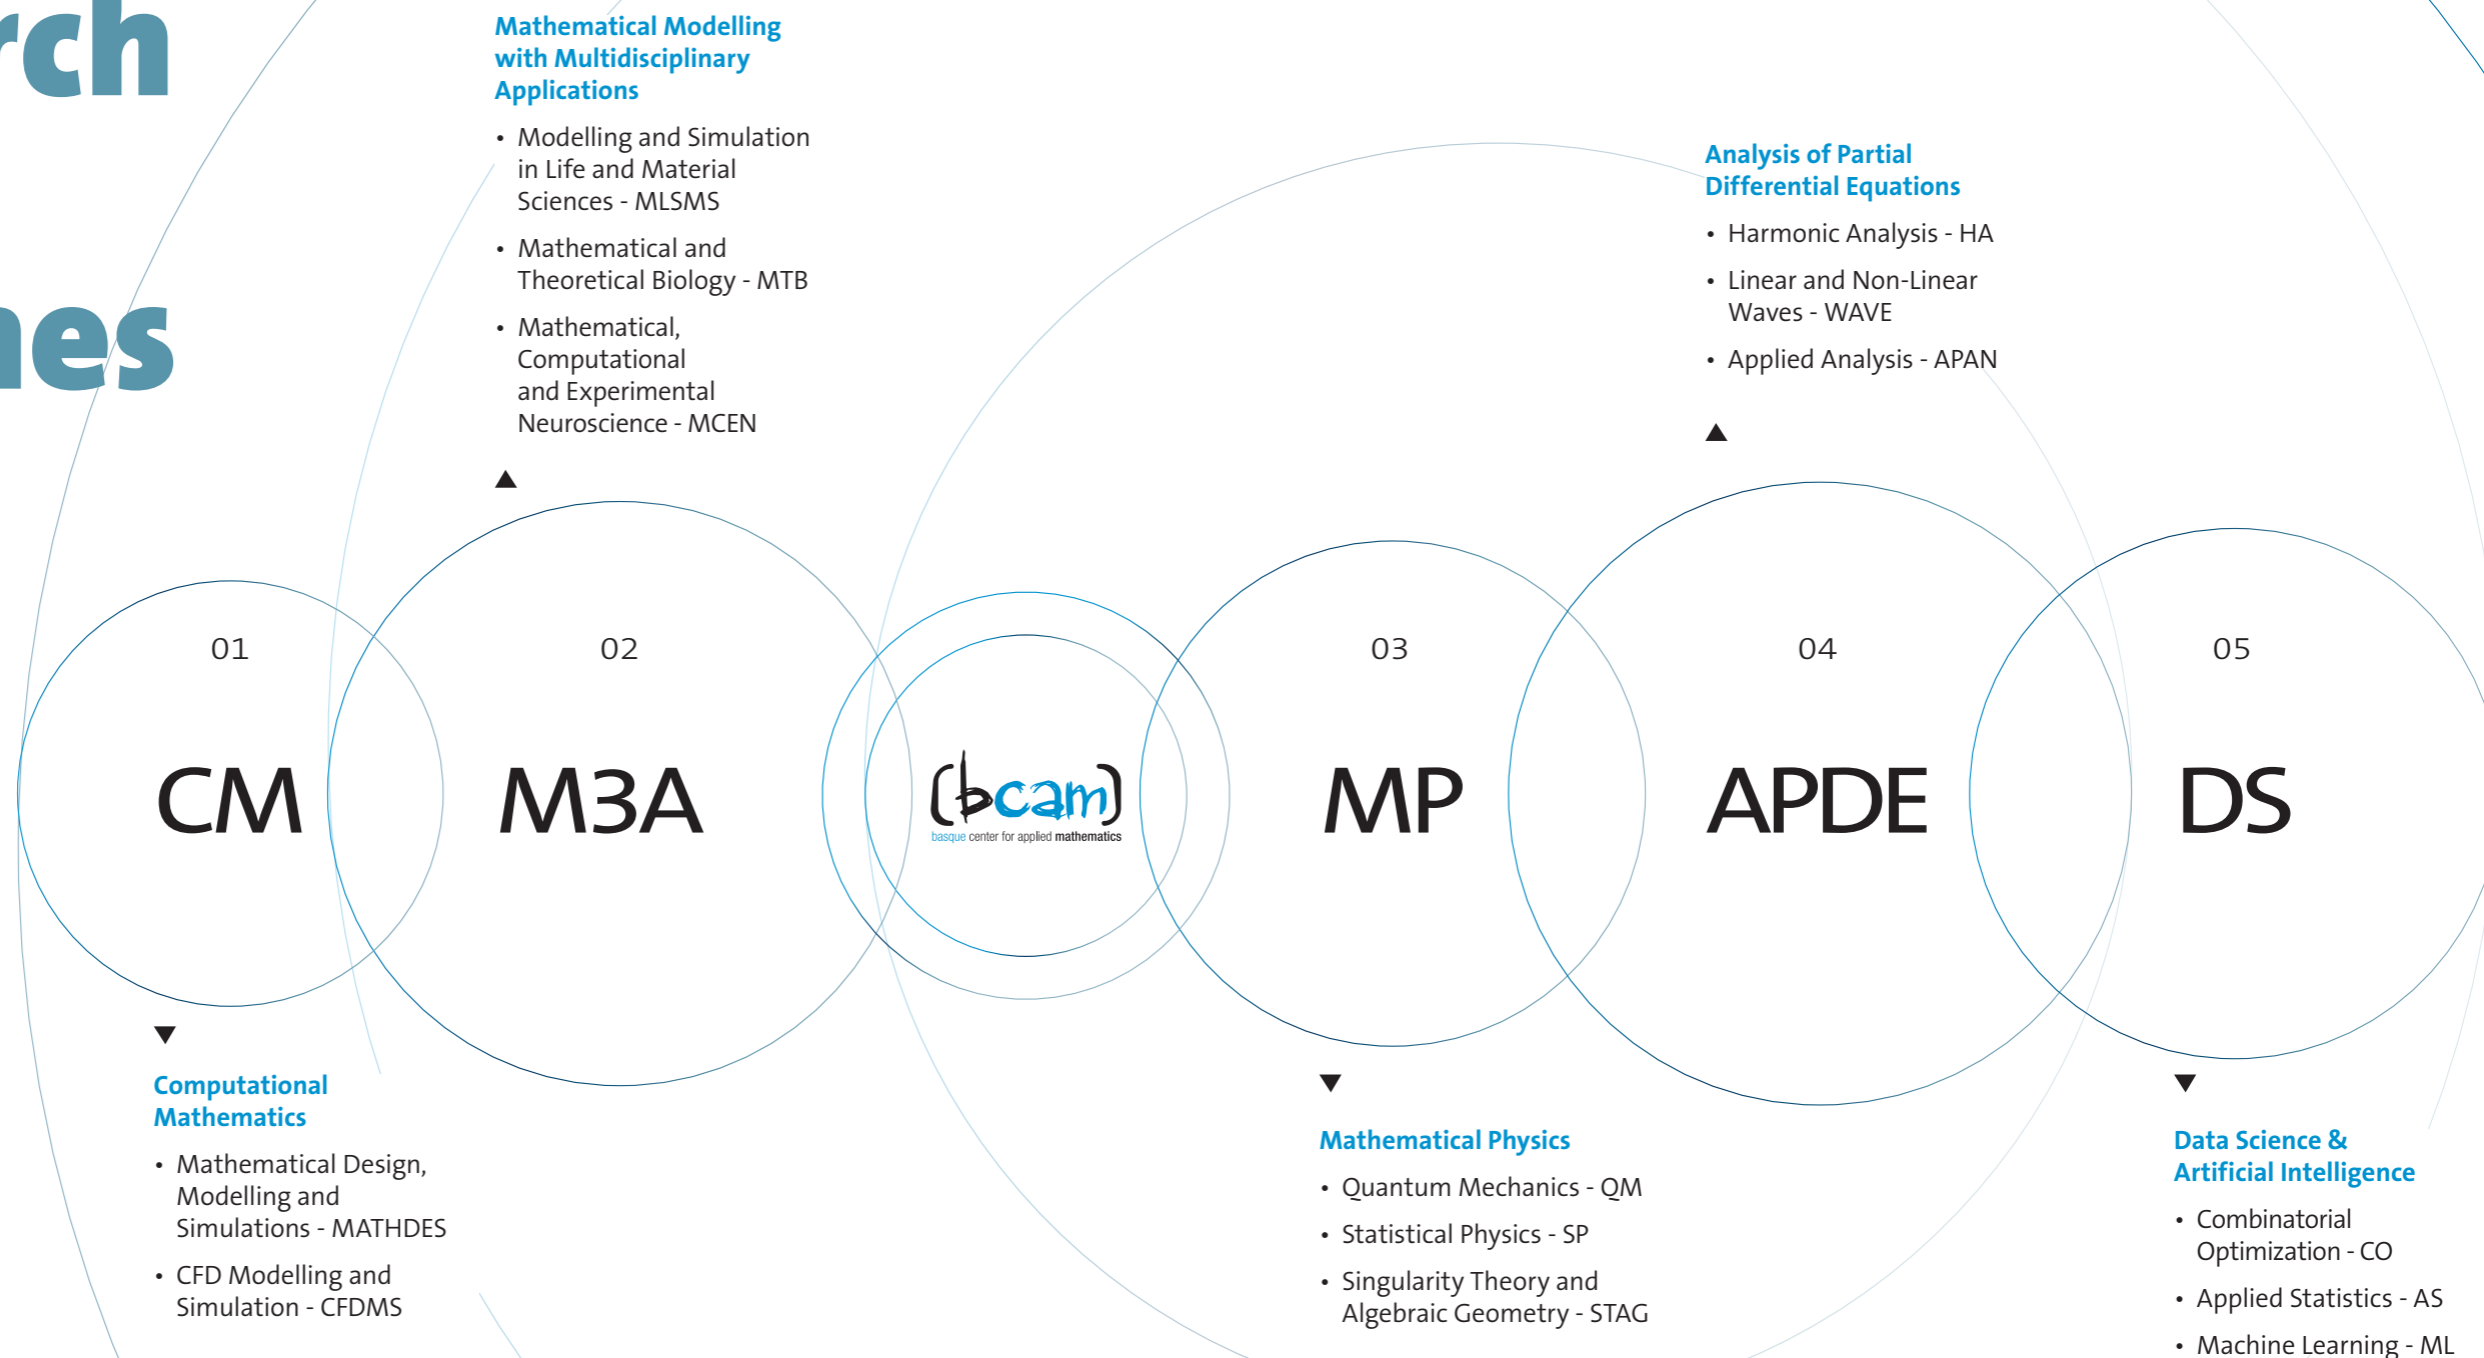 rch
nes
Mathematical Modelling
with Multidisciplinary
Applications
• Modelling and Simulation
in Life and Material
Sciences - MLSMS
• Mathematical and
Theoretical Biology - MTB
• Mathematical,
Computational
and Experimental
Neuroscience - MCEN
Analysis of Partial
Differential Equations
• Harmonic Analysis - HA
• Linear and Non-Linear
Waves - WAVE
• Applied Analysis - APAN
01
CM
02
M3A
(bcam)
basque center for applied mathematics
03
MP
04
APDE
05
DS
Computational
Mathematics
• Mathematical Design,
Modelling and
Simulations - MATHDES
• CFD Modelling and
Simulation - CFDMS
Mathematical Physics
• Quantum Mechanics - QM
• Statistical Physics - SP
• Singularity Theory and
Algebraic Geometry - STAG
Data Science &
Artificial Intelligence
• Combinatorial
Optimization - CO
• Applied Statistics - AS
• Machine Learning - ML